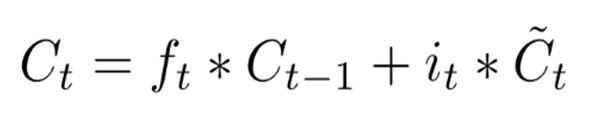 C_t = f_t * C_{t-1} + i_t * \tilde{C}_t